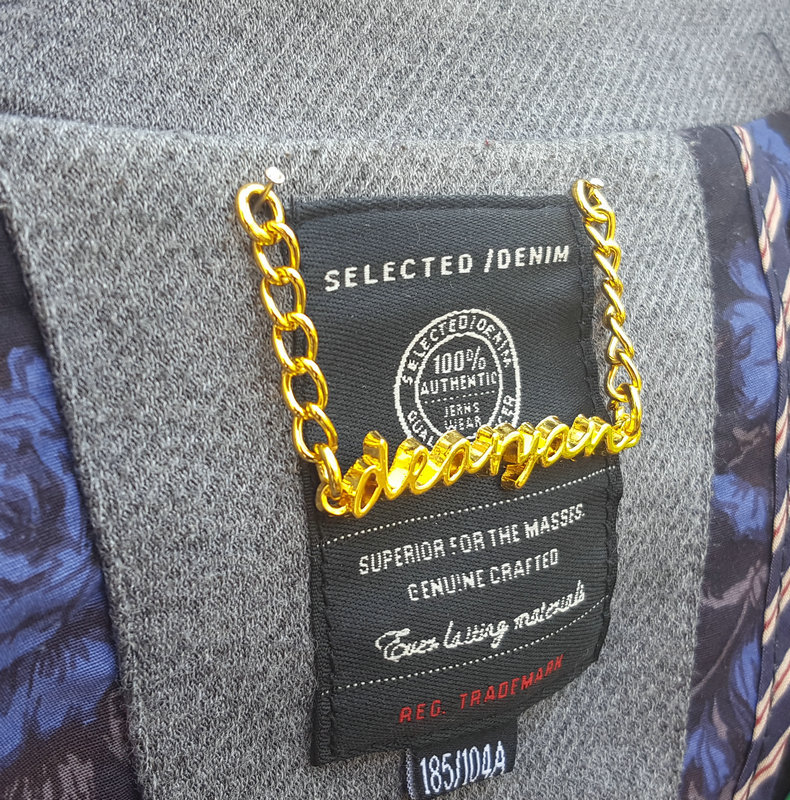 SELECTED /DENIM
SELECTED/DENIM
100%
AUTHENTIC
JEANS
WEAR
dearyan
SUPERIOR FOR THE MASSES.
GENUINE CRAFTED
Ever lasting materials
REG. TRADEMARK
185/104A